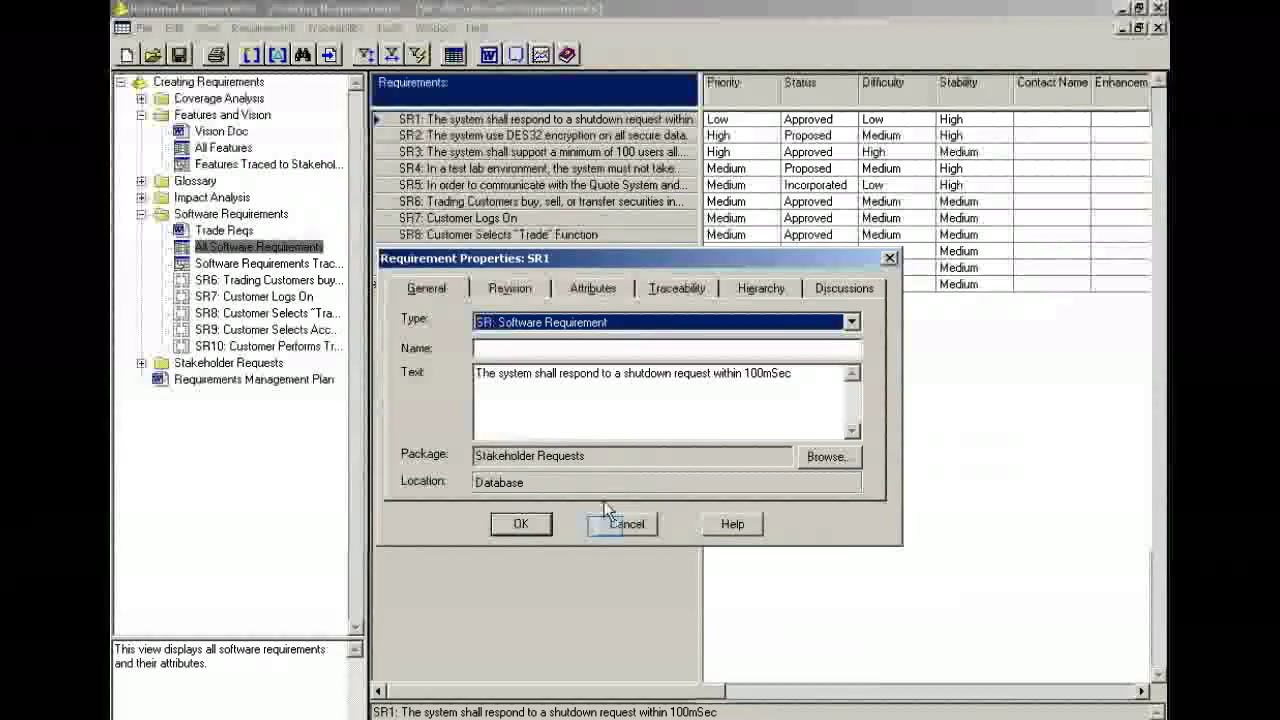 File Edit View Requirements Traceability Tools Window Help
Creating Requirements
Coverage Analysis
Features and Vision
Vision Doc
All Features
Features Traced to Stakehol...
Glossary
Impact Analysis
Software Requirements
Trade Reqs
All Software Requirements
Software Requirements Trac...
SR6: Trading Customers buy...
SR7: Customer Logs On
SR8: Customer Selects "Tra...
SR9: Customer Selects Acc...
SR10: Customer Performs Tr...
Stakeholder Requests
Requirements Management Plan
This view displays all software requirements
and their attributes.
Requirements: Priority Status Difficulty Stability Contact Name Enhancem
SR1: The system shall respond to a shutdown request within Low Approved Low High
SR2: The system use DES32 encryption on all secure data. High Proposed Medium High
SR3: The system shall support a minimum of 100 users all... High Approved High Medium
SR4: In a test lab environment, the system must not take... Medium Proposed Medium Medium
SR5: In order to communicate with the Quote System and... Medium Incorporated Low High
SR6: Trading Customers buy, sell, or transfer securities in... Medium Approved Medium Medium
SR7: Customer Logs On Medium Approved Medium Medium
SR8: Customer Selects "Trade" Function Medium Approved Medium Medium
Medium
Medium
Medium
Requirement Properties: SR1
General Revision Attributes Traceability Hierarchy Discussions
Type: SR: Software Requirement
Name:
Text: The system shall respond to a shutdown request within 100mSec
Package: Stakeholder Requests Browse...
Location: Database
OK Cancel Help
SR1: The system shall respond to a shutdown request within 100mSec